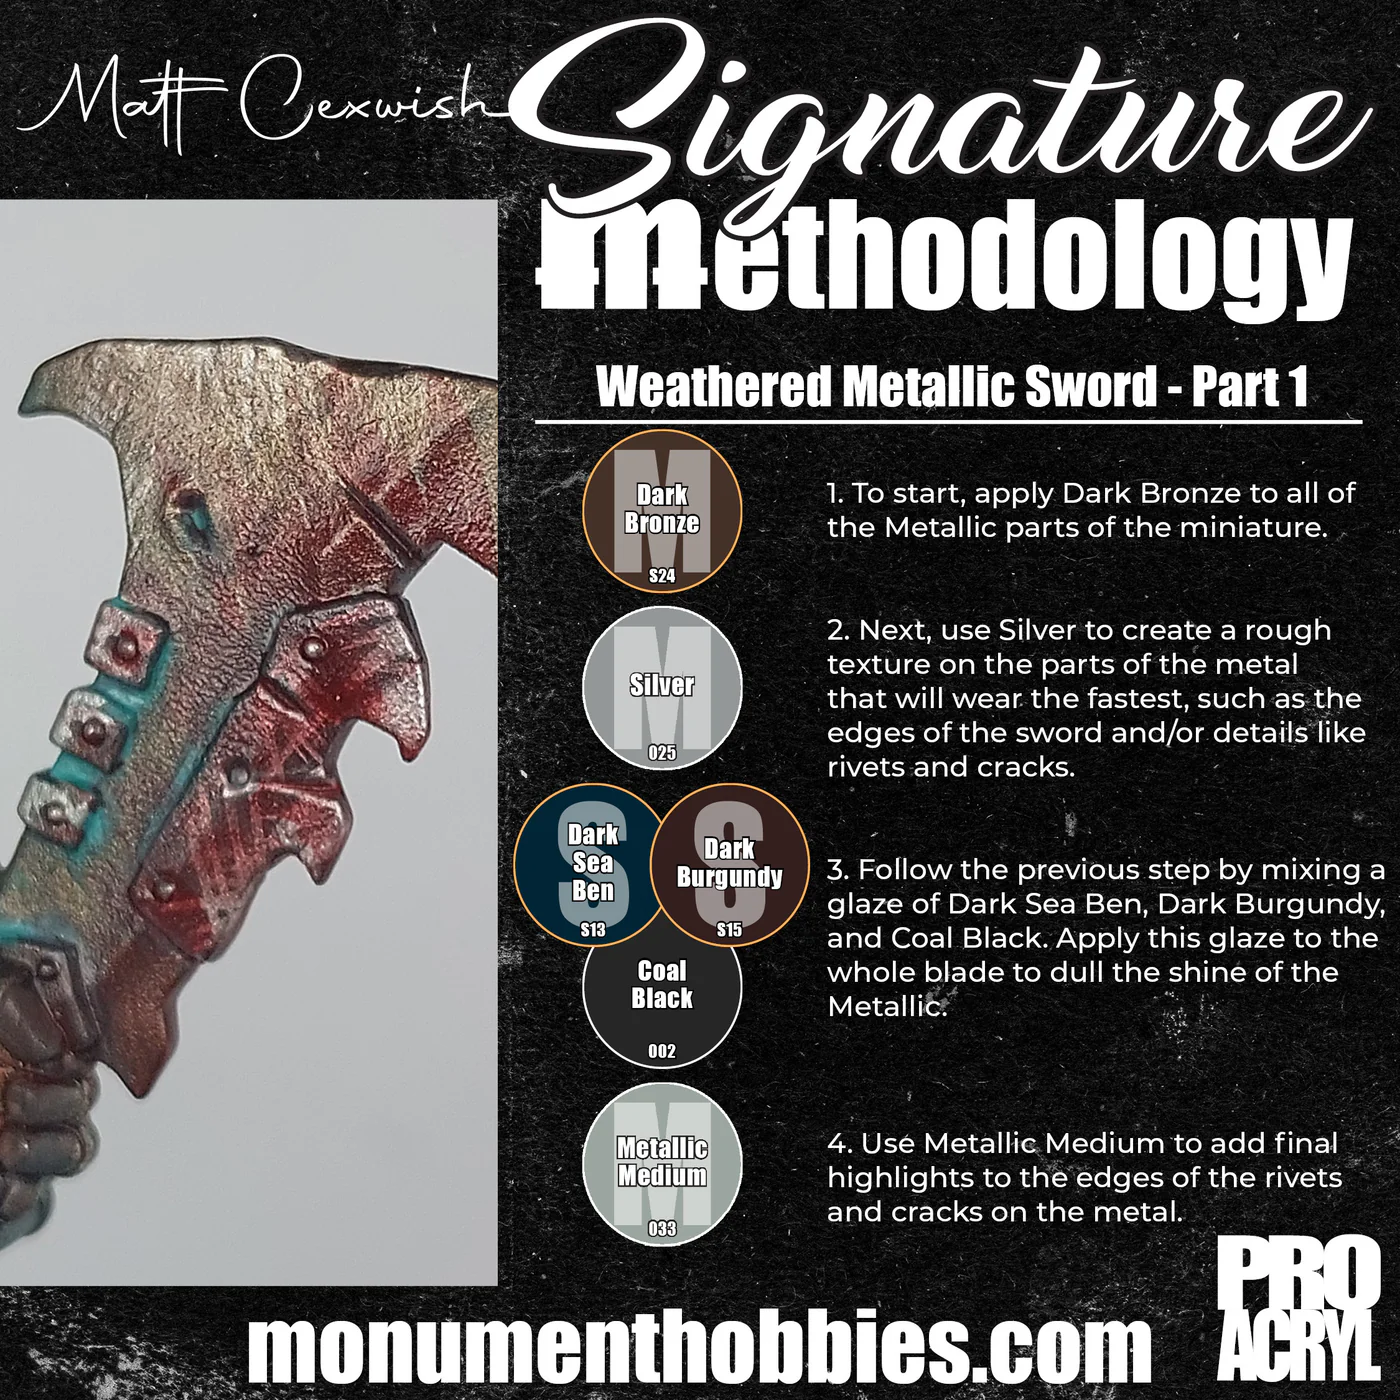 Matt Cexwish
Signature
Methodology
Weathered Metallic Sword - Part 1
Dark
Bronze
S24
1. To start, apply Dark Bronze to all of
the Metallic parts of the miniature.
Silver
025
2. Next, use Silver to create a rough
texture on the parts of the metal
that will wear the fastest, such as the
edges of the sword and/or details like
rivets and cracks.
Dark
Sea
Ben
S13
Dark
Burgundy
S15
Coal
Black
002
3. Follow the previous step by mixing a
glaze of Dark Sea Ben, Dark Burgundy,
and Coal Black. Apply this glaze to the
whole blade to dull the shine of the
Metallic.
Metallic
Medium
033
4. Use Metallic Medium to add final
highlights to the edges of the rivets
and cracks on the metal.
monumenthobbies.com
PRO
ACRYL